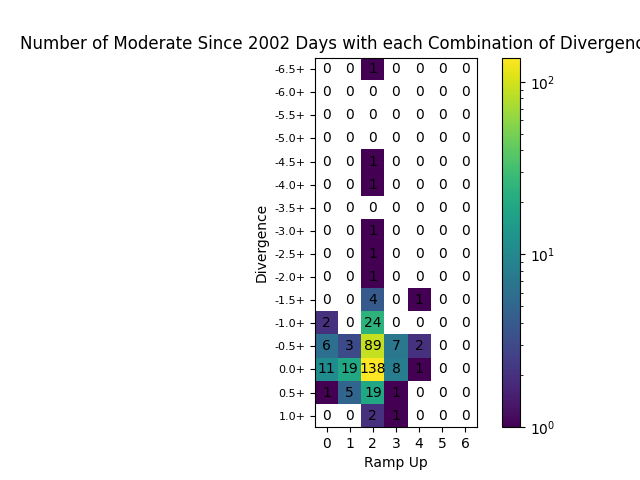 Number of Moderate Since 2002 Days with each Combination of Divergenc
-6.5+ 0 0 1 0 0 0 0
-6.0+ 0 0 0 0 0 0 0
-5.5+ 0 0 0 0 0 0 0
-5.0+ 0 0 0 0 0 0 0
-4.5+ 0 0 1 0 0 0 0
-4.0+ 0 0 1 0 0 0 0
-3.5+ 0 0 0 0 0 0 0
-3.0+ 0 0 1 0 0 0 0
-2.5+ 0 0 1 0 0 0 0
-2.0+ 0 0 1 0 0 0 0
-1.5+ 0 0 4 0 1 0 0
-1.0+ 2 0 24 0 0 0 0
-0.5+ 6 3 89 7 2 0 0
0.0+ 11 19 138 8 1 0 0
0.5+ 1 5 19 1 0 0 0
1.0+ 0 0 2 1 0 0 0
0 1 2 3 4 5 6
Ramp Up
Divergence
10²
10¹
10⁰